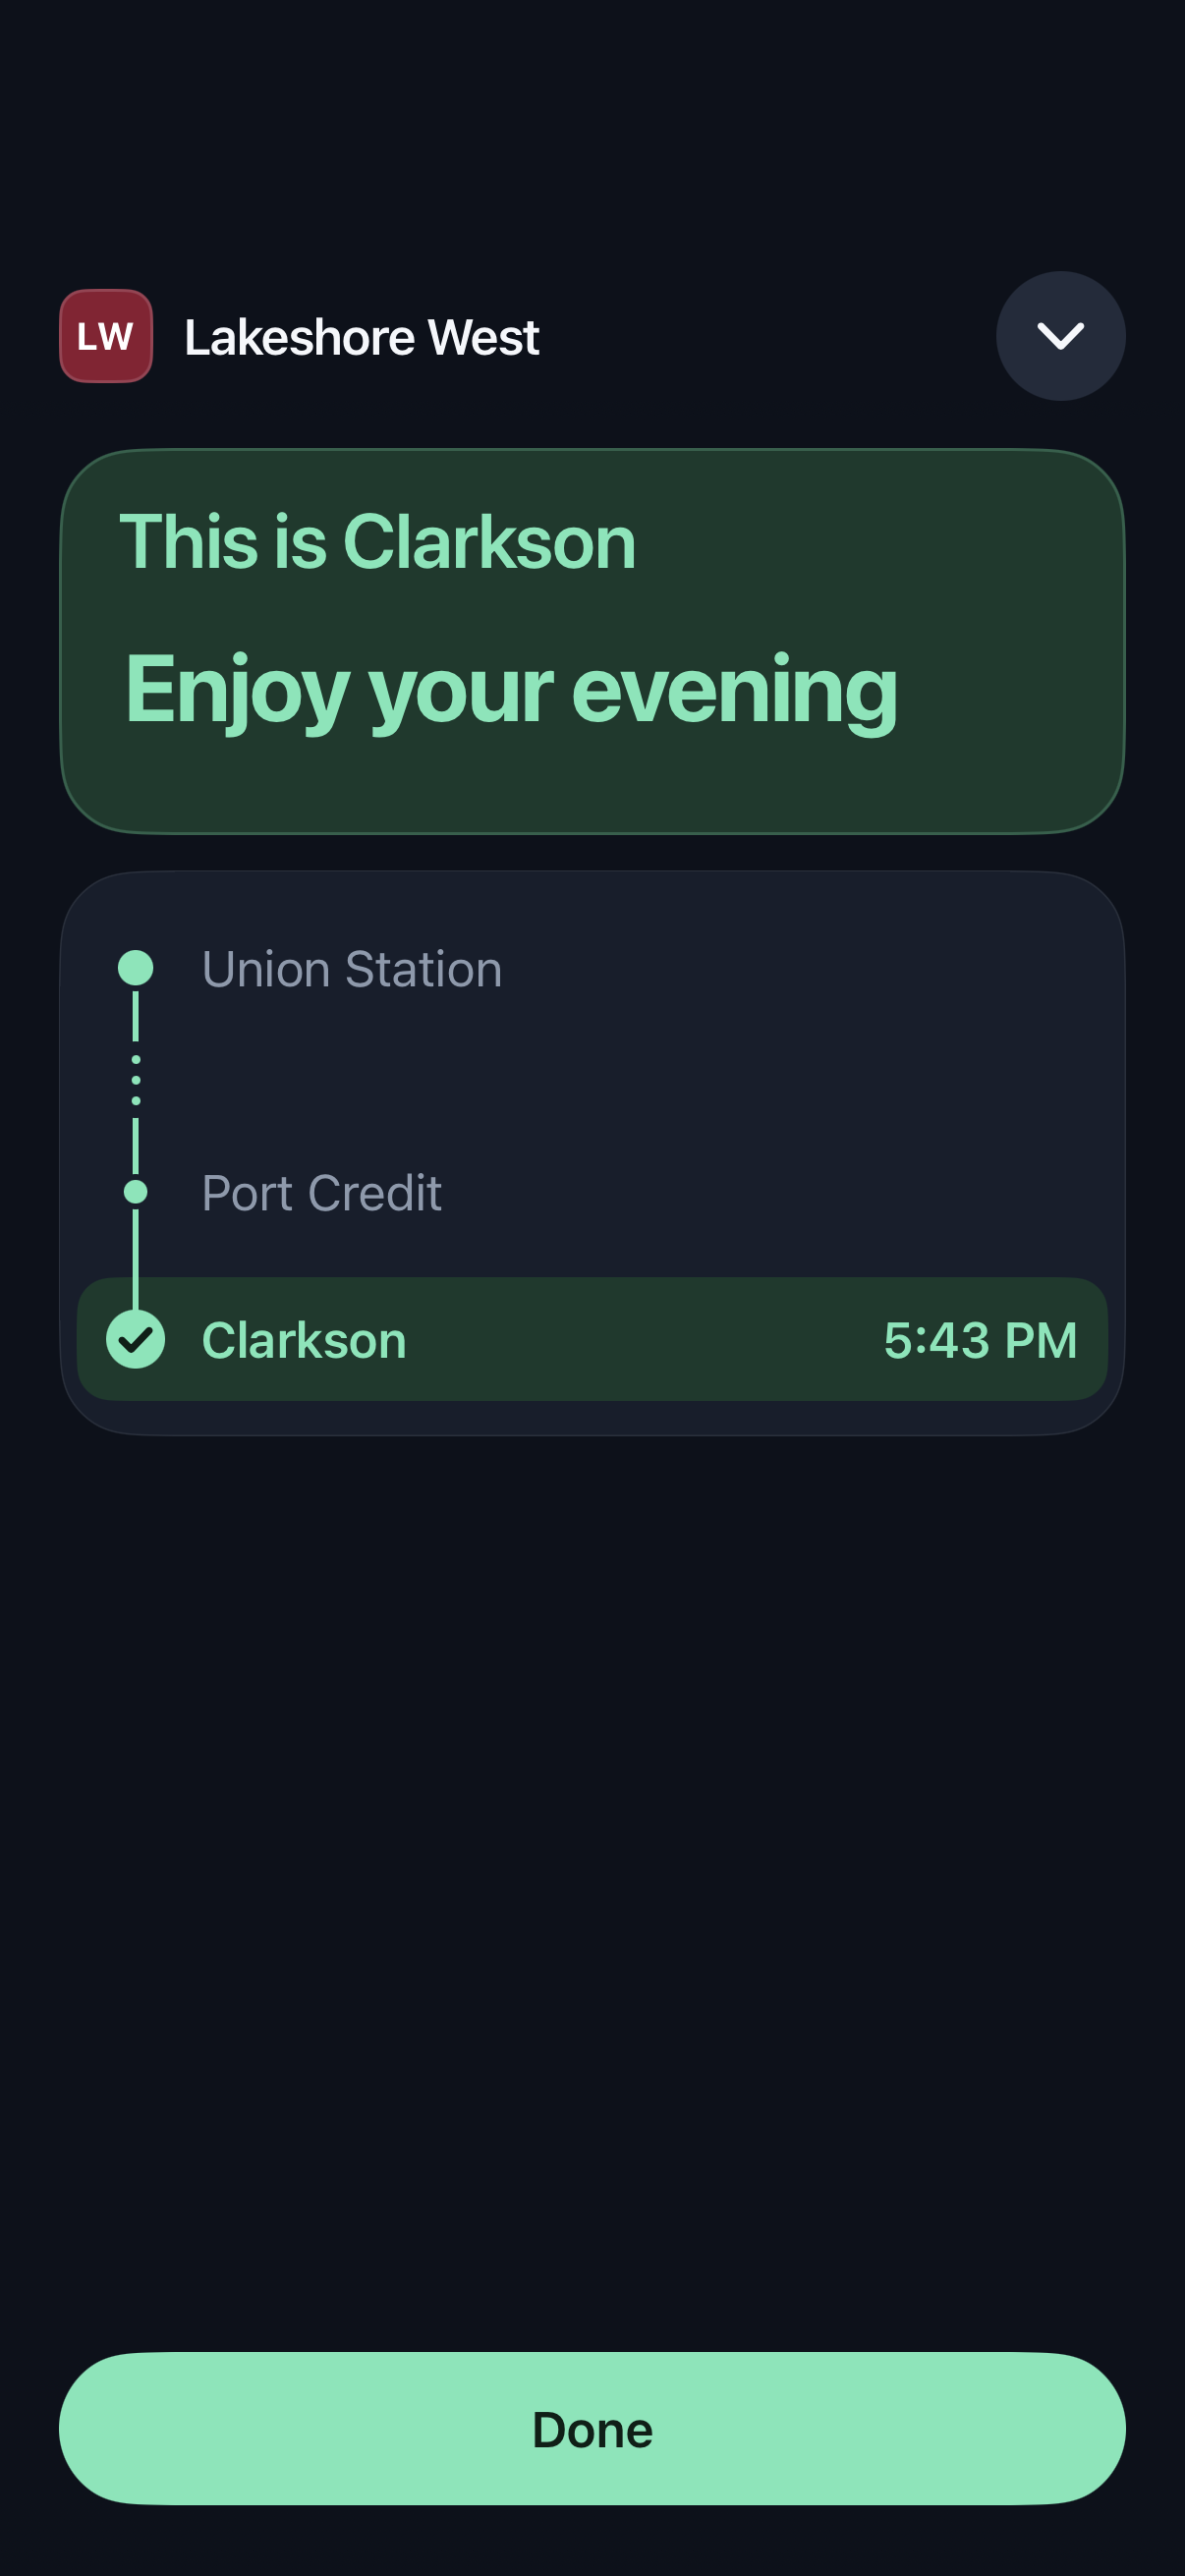 LW Lakeshore West
This is Clarkson
Enjoy your evening
Union Station
Port Credit
Clarkson 5:43 PM
Done